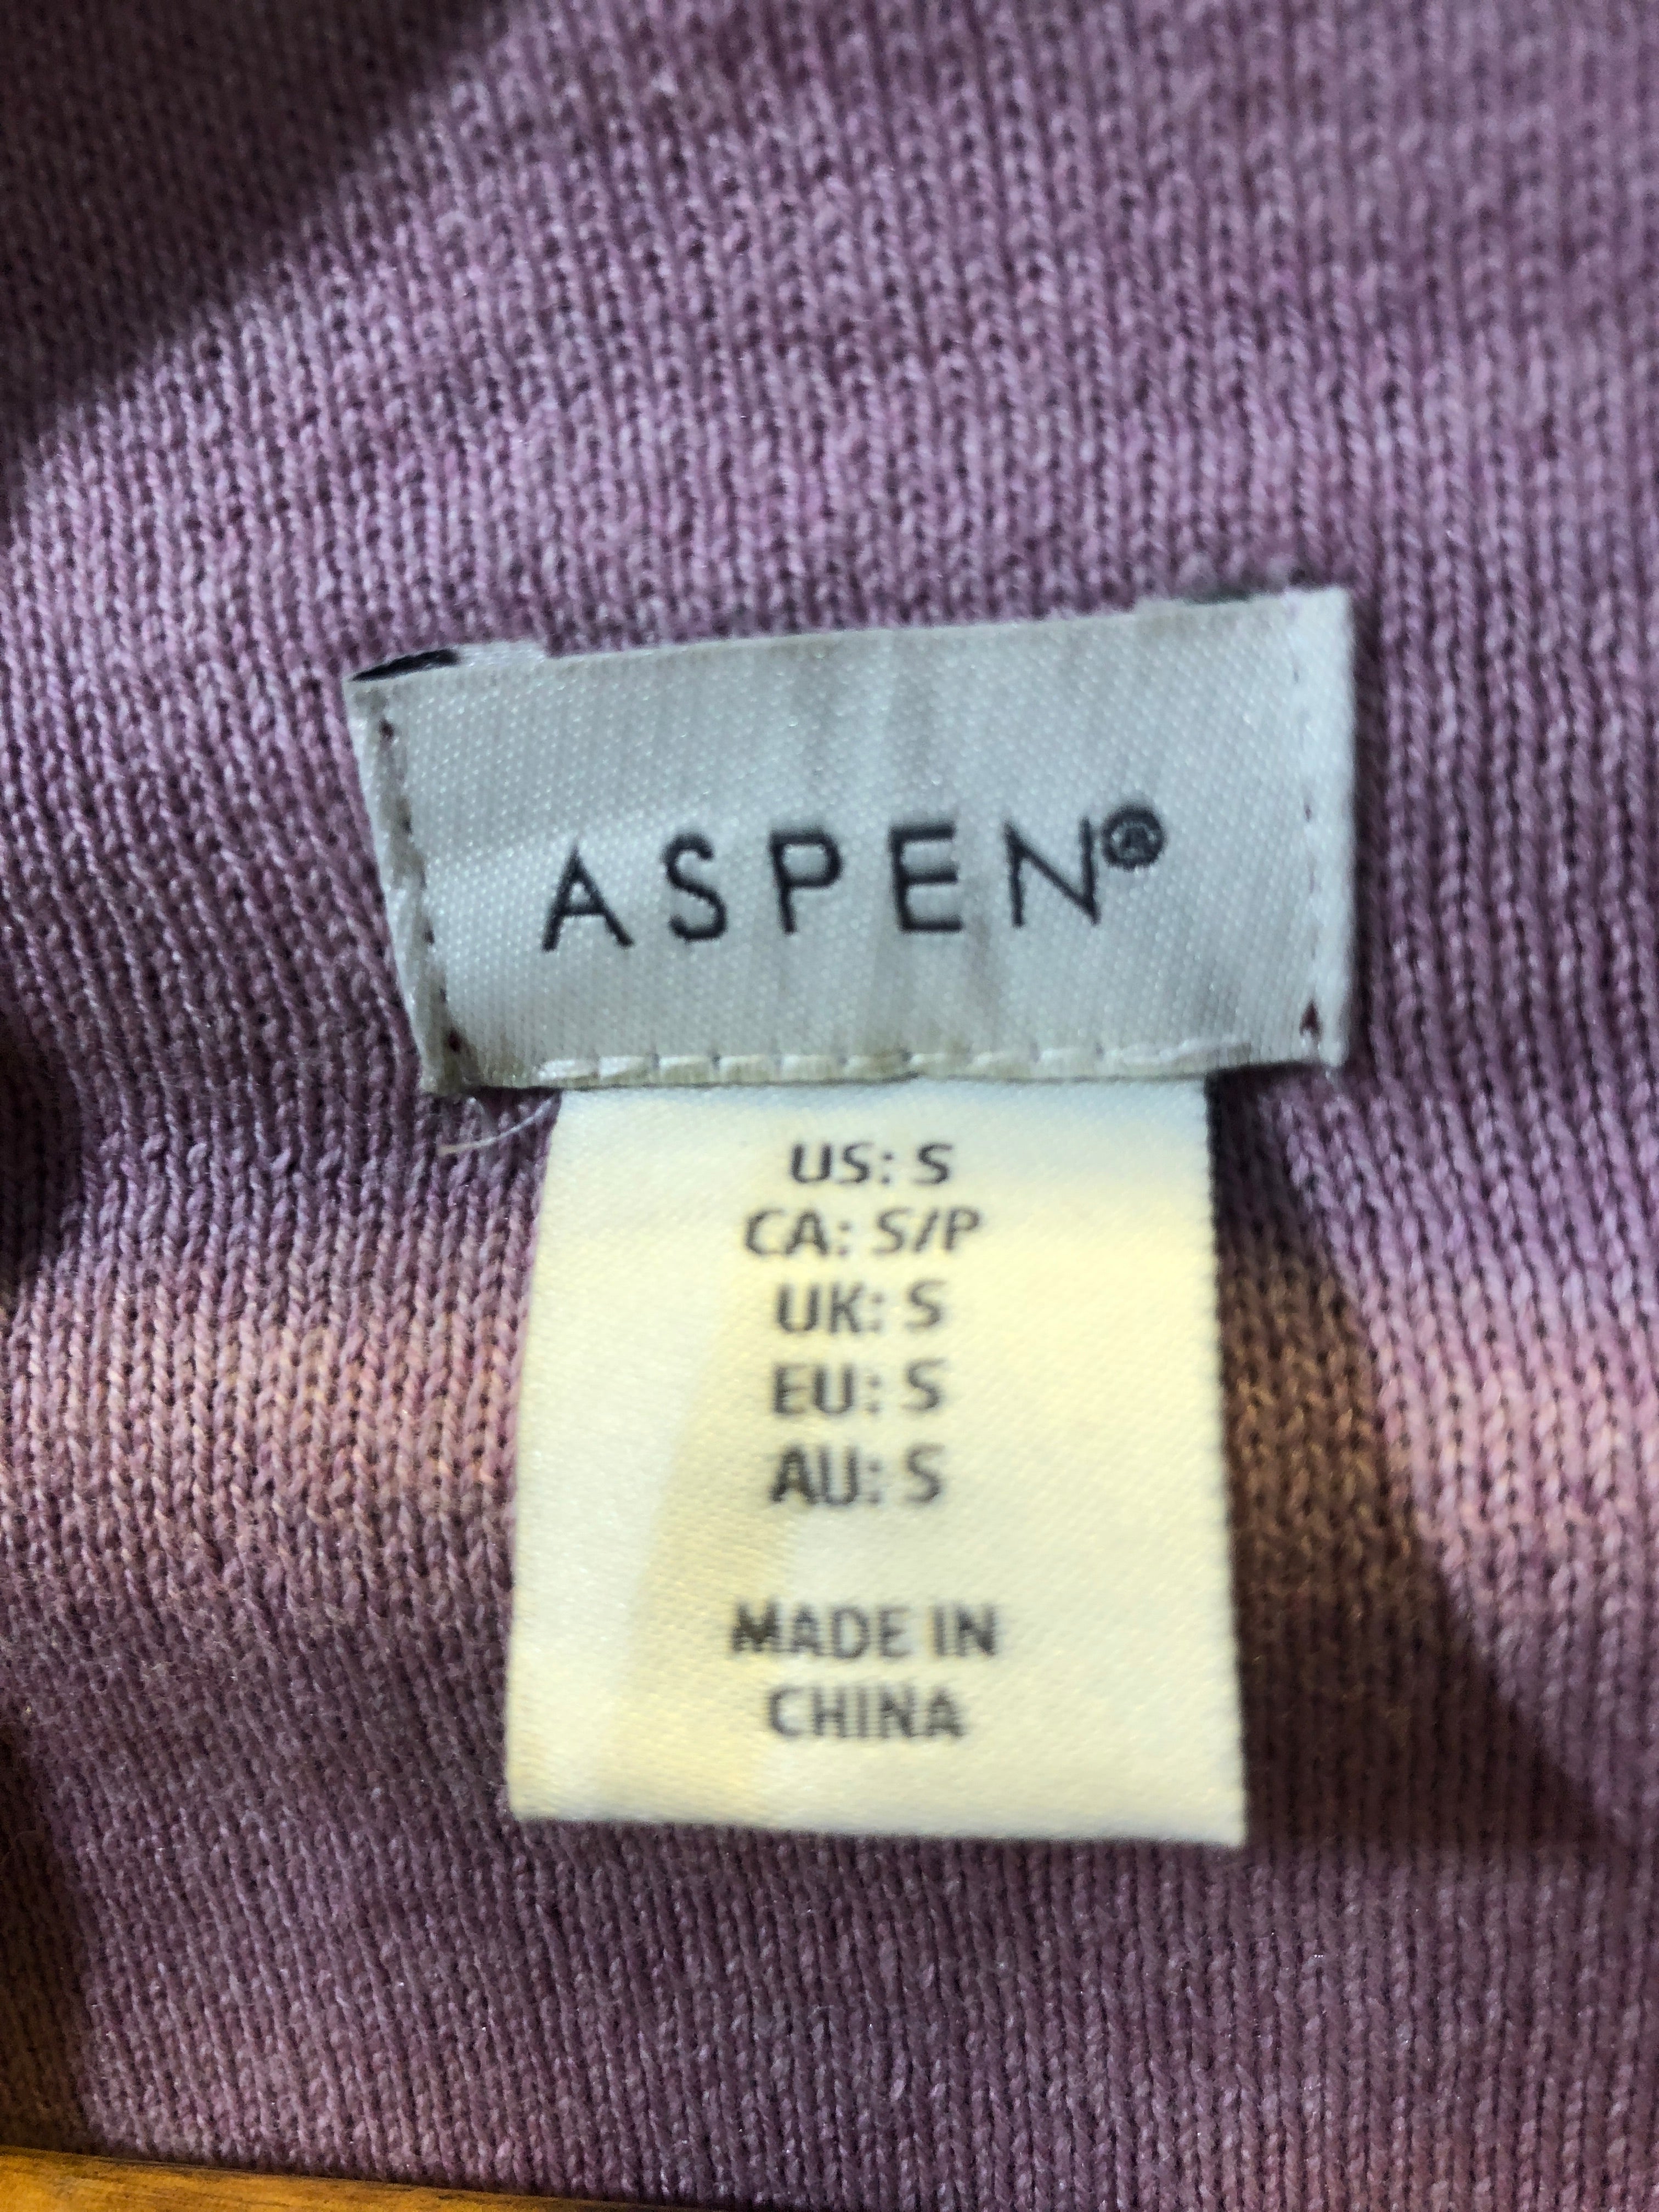 ASPEN®
US: S
CA: S/P
UK: S
EU: S
AU: S
MADE IN
CHINA